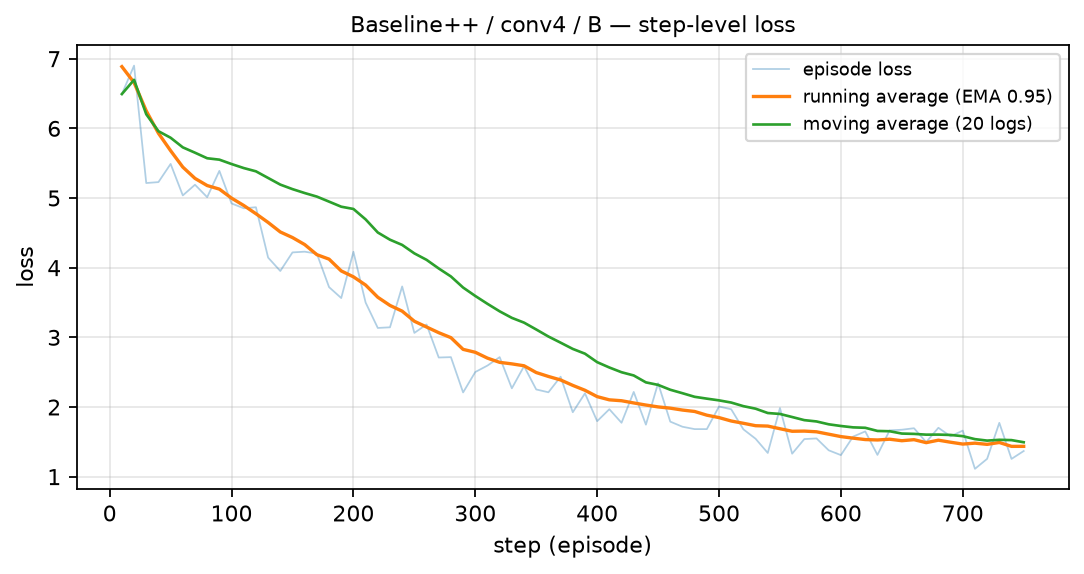 Baseline++ / conv4 / B — step-level loss
episode loss
running average (EMA 0.95)
moving average (20 logs)
loss
7
6
5
4
3
2
1
0 100 200 300 400 500 600 700
step (episode)